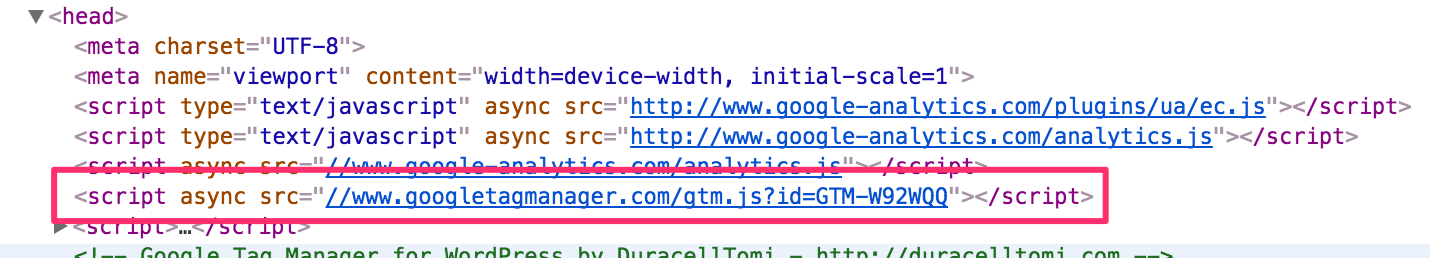 ▼<head>
<meta charset="UTF-8">
<meta name="viewport" content="width=device-width, initial-scale=1">
<script type="text/javascript" async src="http://www.google-analytics.com/plugins/ua/ec.js"></script>
<script type="text/javascript" async src="http://www.google-analytics.com/analytics.js"></script>
<script async src="//www.google-analytics.com/analytics.js"></script>
<script async src="//www.googletagmanager.com/gtm.js?id=GTM-W92WQQ"></script>
▶<script>…</script>
<!-- Google Tag Manager for WordPress by DuracellTomi - http://duracelltomi.com -->